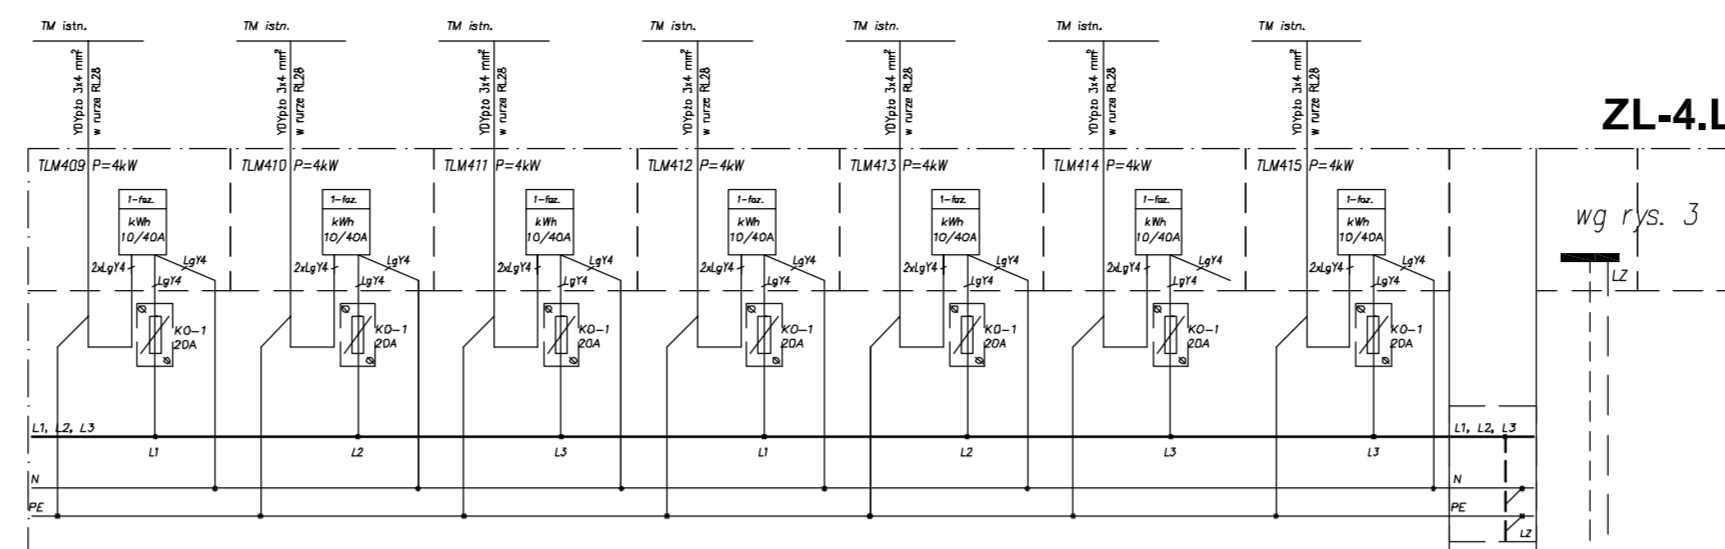 TM istn. TM istn. TM istn. TM istn. TM istn. TM istn. TM istn.
YDYpżo 3x4 mm² YDYpżo 3x4 mm² YDYpżo 3x4 mm² YDYpżo 3x4 mm² YDYpżo 3x4 mm² YDYpżo 3x4 mm² YDYpżo 3x4 mm²
w rurze RL28 w rurze RL28 w rurze RL28 w rurze RL28 w rurze RL28 w rurze RL28 w rurze RL28
ZL-4.L
TLM409 P=4kW TLM410 P=4kW TLM411 P=4kW TLM412 P=4kW TLM413 P=4kW TLM414 P=4kW TLM415 P=4kW
1-faz. 1-faz. 1-faz. 1-faz. 1-faz. 1-faz. 1-faz.
kWh kWh kWh kWh kWh kWh kWh
10/40A 10/40A 10/40A 10/40A 10/40A 10/40A 10/40A
wg rys. 3
2xLgY4 LgY4 2xLgY4 LgY4 2xLgY4 LgY4 2xLgY4 LgY4 2xLgY4 LgY4 2xLgY4 LgY4 2xLgY4 LgY4
LgY4 LgY4 LgY4 LgY4 LgY4 LgY4 LgY4 LZ
KO-1 KO-1 KO-1 KO-1 KO-1 KO-1 KO-1
20A 20A 20A 20A 20A 20A 20A
L1, L2, L3 L1, L2, L3
L1 L2 L3 L1 L2 L3 L3
N N
PE PE
LZ